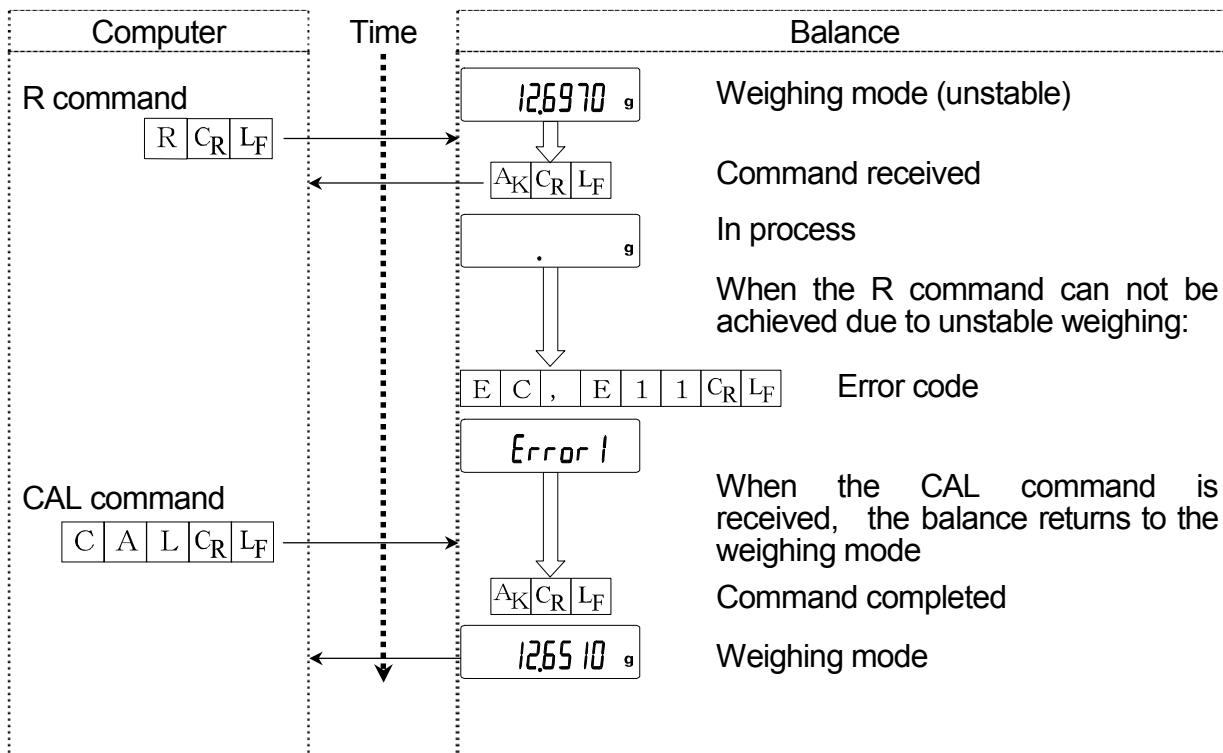 Computer Time Balance
12.6970 g Weighing mode (unstable)
R command
R CR LF
AK CR LF Command received
. g In process
When the R command can not be
achieved due to unstable weighing:
E C , E 1 1 CR LF Error code
Error 1
CAL command
When the CAL command is
received, the balance returns to the
C A L CR LF
weighing mode
AK CR LF Command completed
12.6510 g Weighing mode